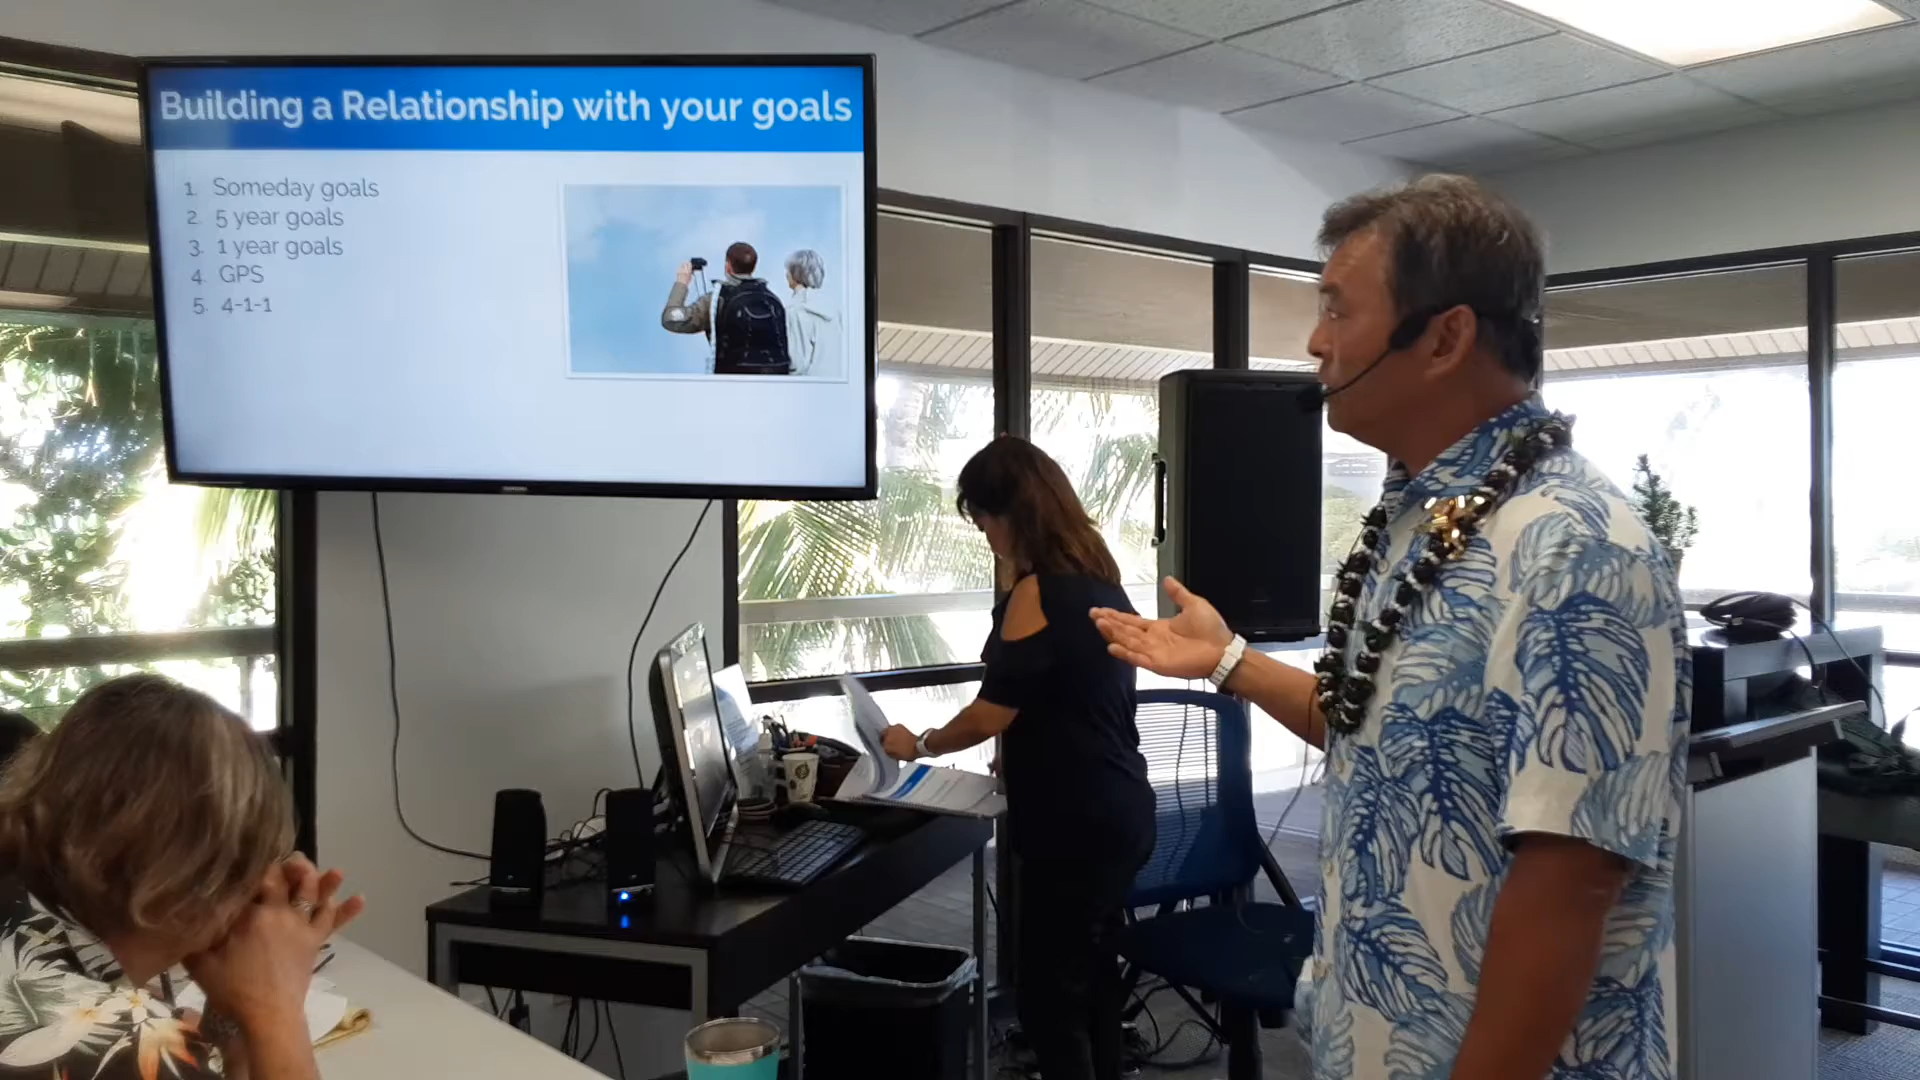 Building a Relationship with your goals
1. Someday goals
2. 5 year goals
3. 1 year goals
4. GPS
5. 4-1-1